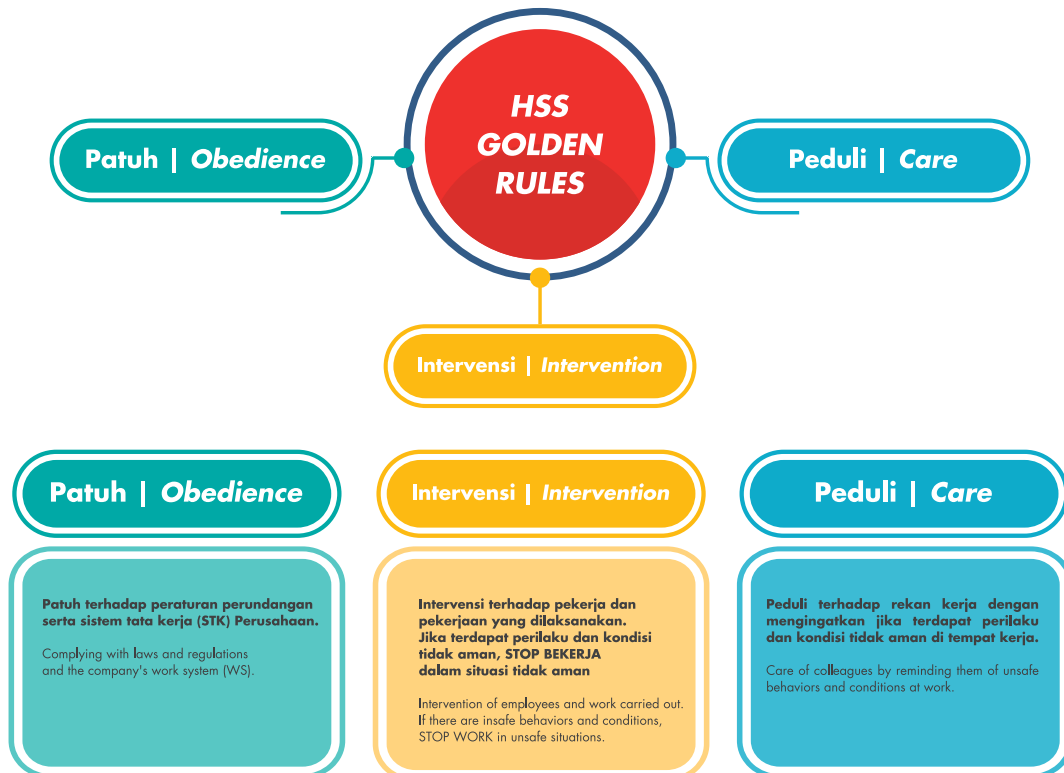 HSS
GOLDEN
RULES
Patuh | Obedience
Peduli | Care
Intervensi | Intervention
Patuh | Obedience
Patuh terhadap peraturan perundangan
serta sistem tata kerja (STK) Perusahaan.
Complying with laws and regulations
and the company's work system (WS).
Intervensi | Intervention
Intervensi terhadap pekerja dan
pekerjaan yang dilaksanakan.
Jika terdapat perilaku dan kondisi
tidak aman, STOP BEKERJA
dalam situasi tidak aman
Intervention of employees and work carried out.
If there are insafe behaviors and conditions,
STOP WORK in unsafe situations.
Peduli | Care
Peduli terhadap rekan kerja dengan
mengingatkan jika terdapat perilaku
dan kondisi tidak aman di tempat kerja.
Care of colleagues by reminding them of unsafe
behaviors and conditions at work.